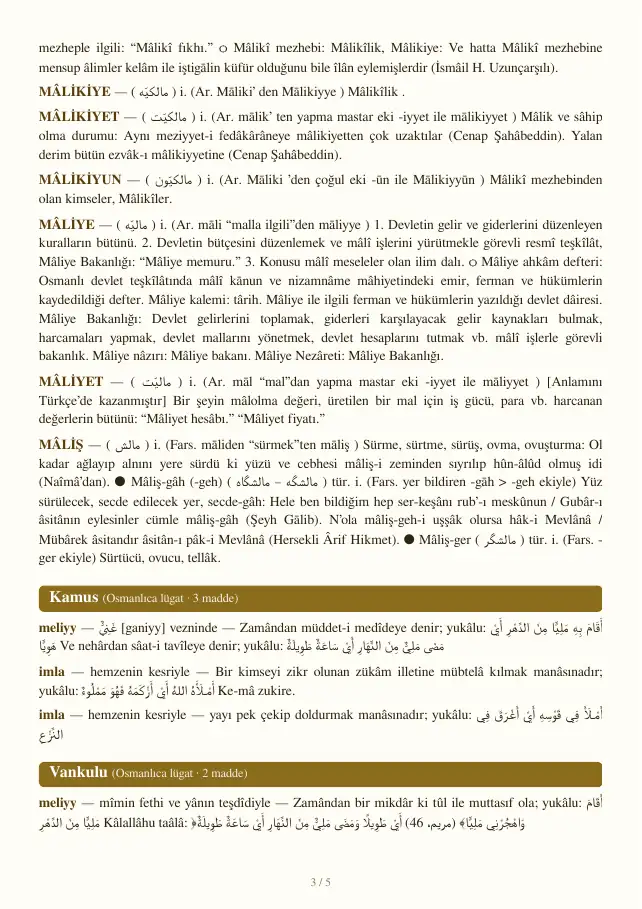 mezheple ilgili: “Mâlikî fıkhı.” ○ Mâlikî mezhebi: Mâlikîlik, Mâlikiye: Ve hatta Mâlikî mezhebine
mensup âlimler kelâm ile iştigâlin küfür olduğunu bile îlân eylemişlerdir (İsmâil H. Uzunçarşılı).
MÂLİKİYE — ( مالكيّه ) i. (Ar. Māliki’ den Mālikiyye ) Mâlikîlik .
MÂLİKİYET — ( مالكيّت ) i. (Ar. mālik’ ten yapma mastar eki -iyyet ile mālikiyyet ) Mâlik ve sâhip
olma durumu: Aynı meziyyet-i fedâkârâneye mâlikiyetten çok uzaktılar (Cenap Şahâbeddin). Yalan
derim bütün ezvâk-ı mâlikiyyetine (Cenap Şahâbeddin).
MÂLİKİYUN — ( مالكيّون ) i. (Ar. Māliki ’den çoğul eki -ūn ile Mālikiyyūn ) Mâlikî mezhebinden
olan kimseler, Mâlikîler.
MÂLİYE — ( ماليّه ) i. (Ar. māli “malla ilgili”den māliyye ) 1. Devletin gelir ve giderlerini düzenleyen
kuralların bütünü. 2. Devletin bütçesini düzenlemek ve mâlî işlerini yürütmekle görevli resmî teşkîlât,
Mâliye Bakanlığı: “Mâliye memuru.” 3. Konusu mâlî meseleler olan ilim dalı. ○ Mâliye ahkâm defteri:
Osmanlı devlet teşkîlâtında mâlî kānun ve nizamnâme mâhiyetindeki emir, ferman ve hükümlerin
kaydedildiği defter. Mâliye kalemi: târih. Mâliye ile ilgili ferman ve hükümlerin yazıldığı devlet dâiresi.
Mâliye Bakanlığı: Devlet gelirlerini toplamak, giderleri karşılayacak gelir kaynakları bulmak,
harcamaları yapmak, devlet mallarını yönetmek, devlet hesaplarını tutmak vb. mâlî işlerle görevli
bakanlık. Mâliye nâzırı: Mâliye bakanı. Mâliye Nezâreti: Mâliye Bakanlığı.
MÂLİYET — ( ماليّت ) i. (Ar. māl “mal”dan yapma mastar eki -iyyet ile māliyyet ) [Anlamını
Türkçe’de kazanmıştır] Bir şeyin mâlolma değeri, üretilen bir mal için iş gücü, para vb. harcanan
değerlerin bütünü: “Mâliyet hesâbı.” “Mâliyet fiyatı.”
MÂLİŞ — ( مالش ) i. (Fars. māliden “sürmek”ten māliş ) Sürme, sürtme, sürüş, ovma, ovuşturma: Ol
kadar ağlayıp alnını yere sürdü ki yüzü ve cebhesi mâliş-i zeminden sıyrılıp hûn-âlûd olmuş idi
(Naîmâ’dan). ● Mâliş-gâh (-geh) ( مالشگاه – مالشگه ) tür. i. (Fars. yer bildiren -gāh > -geh ekiyle) Yüz
sürülecek, secde edilecek yer, secde-gâh: Hele ben bildiğim hep ser-keşânı rub’-ı meskûnun / Gubâr-ı
âsitânın eylesinler cümle mâliş-gâh (Şeyh Gālib). N’ola mâliş-geh-i uşşâk olursa hâk-i Mevlânâ /
Mübârek âsitandır âsitân-ı pâk-i Mevlânâ (Hersekli Ârif Hikmet). ● Mâliş-ger ( مالشگر ) tür. i. (Fars. -
ger ekiyle) Sürtücü, ovucu, tellâk.
Kamus (Osmanlıca lügat · 3 madde)
meliyy — غَنِيٌّ [ganiyy] vezninde — Zamândan müddet-i medîdeye denir; yukâlu: أَقَامَ بِهِ مَلِيًّا مِنَ الدَّهْرِ أَيْ
هَوِيًّا Ve nehârdan sâat-i tavîleye denir; yukâlu: مَضَى مَلِيٌّ مِنَ النَّهَارِ أَيْ سَاعَةٌ طَوِيلَةٌ
imla — hemzenin kesriyle — Bir kimseyi zikr olunan zükâm illetine mübtelâ kılmak manâsınadır;
yukâlu: أَمْلَأَهُ اللهُ أَيْ أَزْكَمَهُ فَهُوَ مَمْلُوءٌ Ke-mâ zukire.
imla — hemzenin kesriyle — yayı pek çekip doldurmak manâsınadır; yukâlu: أَمْلَأَ فِي قَوْسِهِ أَيْ أَغْرَقَ فِي
النَّزْعِ
Vankulu (Osmanlıca lügat · 2 madde)
meliyy — mîmin fethi ve yânın teşdîdiyle — Zamândan bir mikdâr ki tûl ile muttasıf ola; yukâlu: أَقَامَ
مَلِيًّا مِنَ الدَّهْرِ Kâlallâhu taâlâ: ﴿وَاهْجُرْنِي مَلِيًّا﴾ (مريم، 46) أَيْ طَوِيلًا وَمَضَى مَلِيٌّ مِنَ النَّهَارِ أَيْ سَاعَةٌ طَوِيلَةٌ
3 / 5